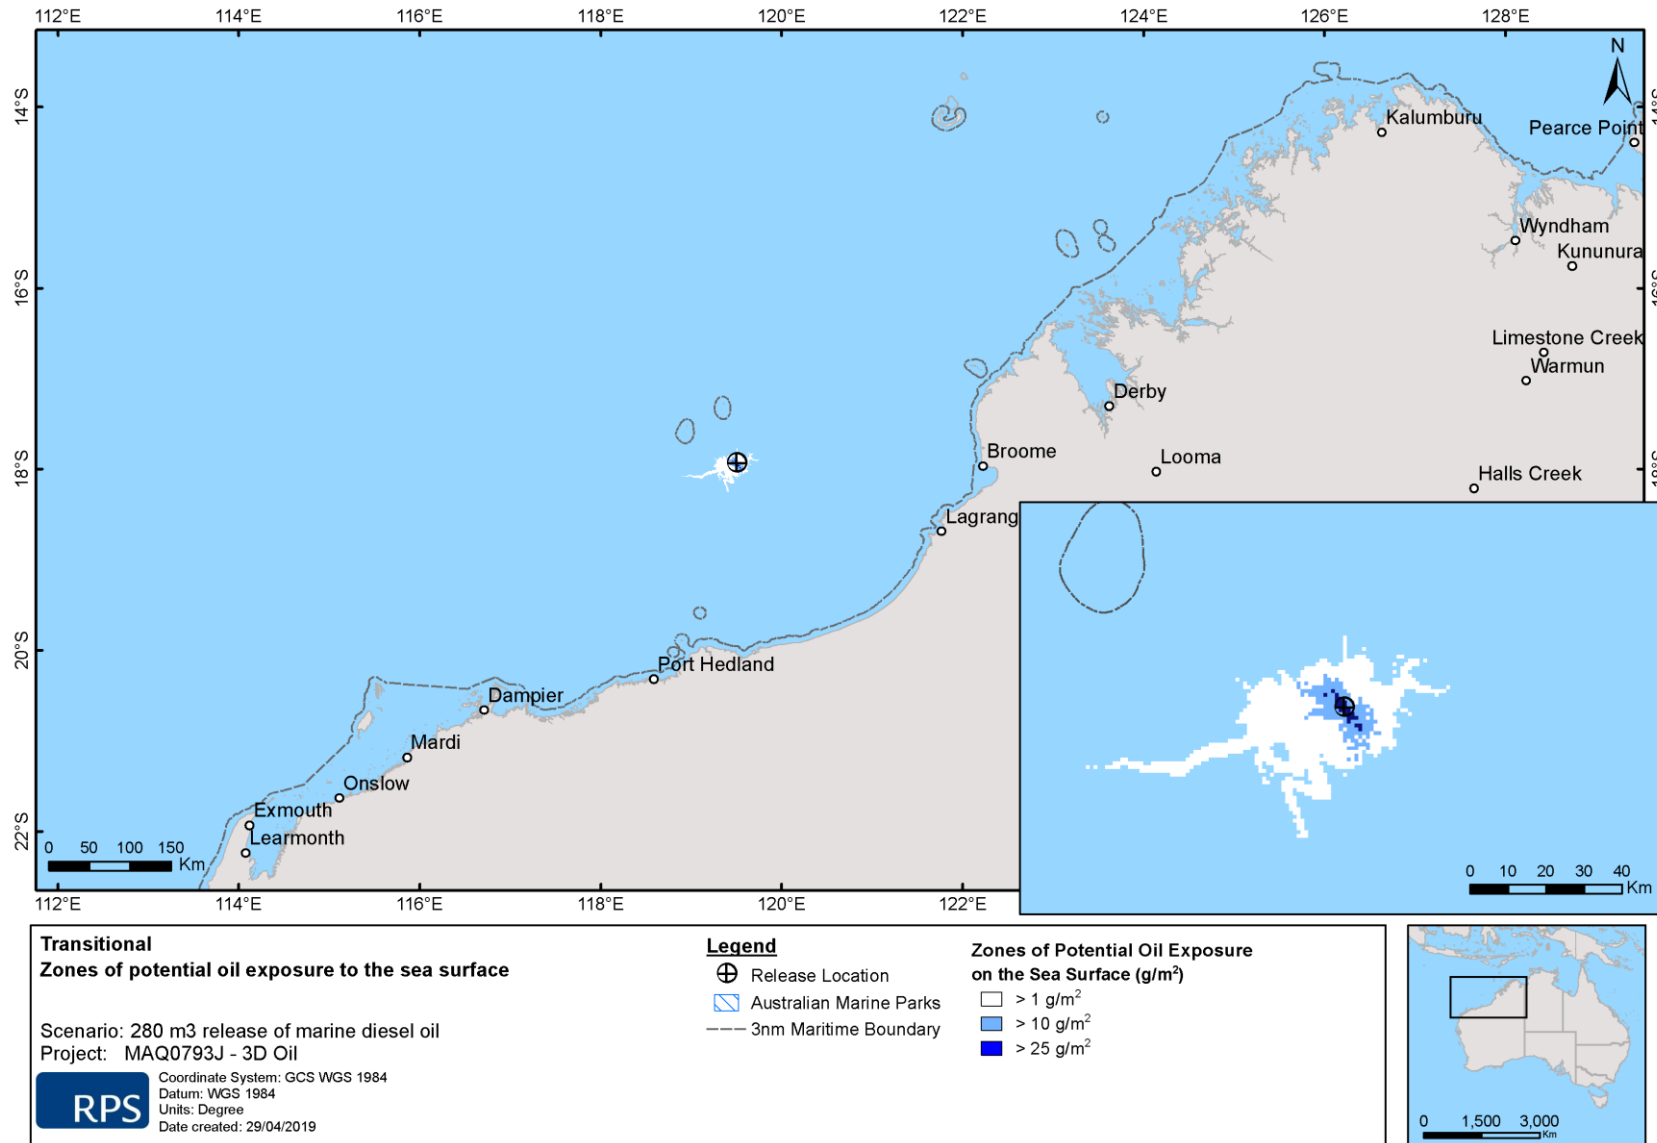 112°E 114°E 116°E 118°E 120°E 122°E 124°E 126°E 128°E
N
14°S
14°S
Kalumburu
Pearce Point
Wyndham
Kununura
16°S
16°S
Limestone Creek
Warmun
Derby
Broome
Looma
18°S
18°S
Halls Creek
Lagrang
20°S
Port Hedland
Dampier
Mardi
Onslow
Exmouth
Learmonth
22°S
0 50 100 150
Km
0 10 20 30 40
Km
112°E 114°E 116°E 118°E 120°E 122°E
Transitional
Zones of potential oil exposure to the sea surface
Scenario: 280 m3 release of marine diesel oil
Project: MAQ0793J - 3D Oil
RPS
Coordinate System: GCS WGS 1984
Datum: WGS 1984
Units: Degree
Date created: 29/04/2019
Legend
Release Location
Australian Marine Parks
3nm Maritime Boundary
Zones of Potential Oil Exposure
on the Sea Surface (g/m²)
> 1 g/m²
> 10 g/m²
> 25 g/m²
0 1,500 3,000
Km